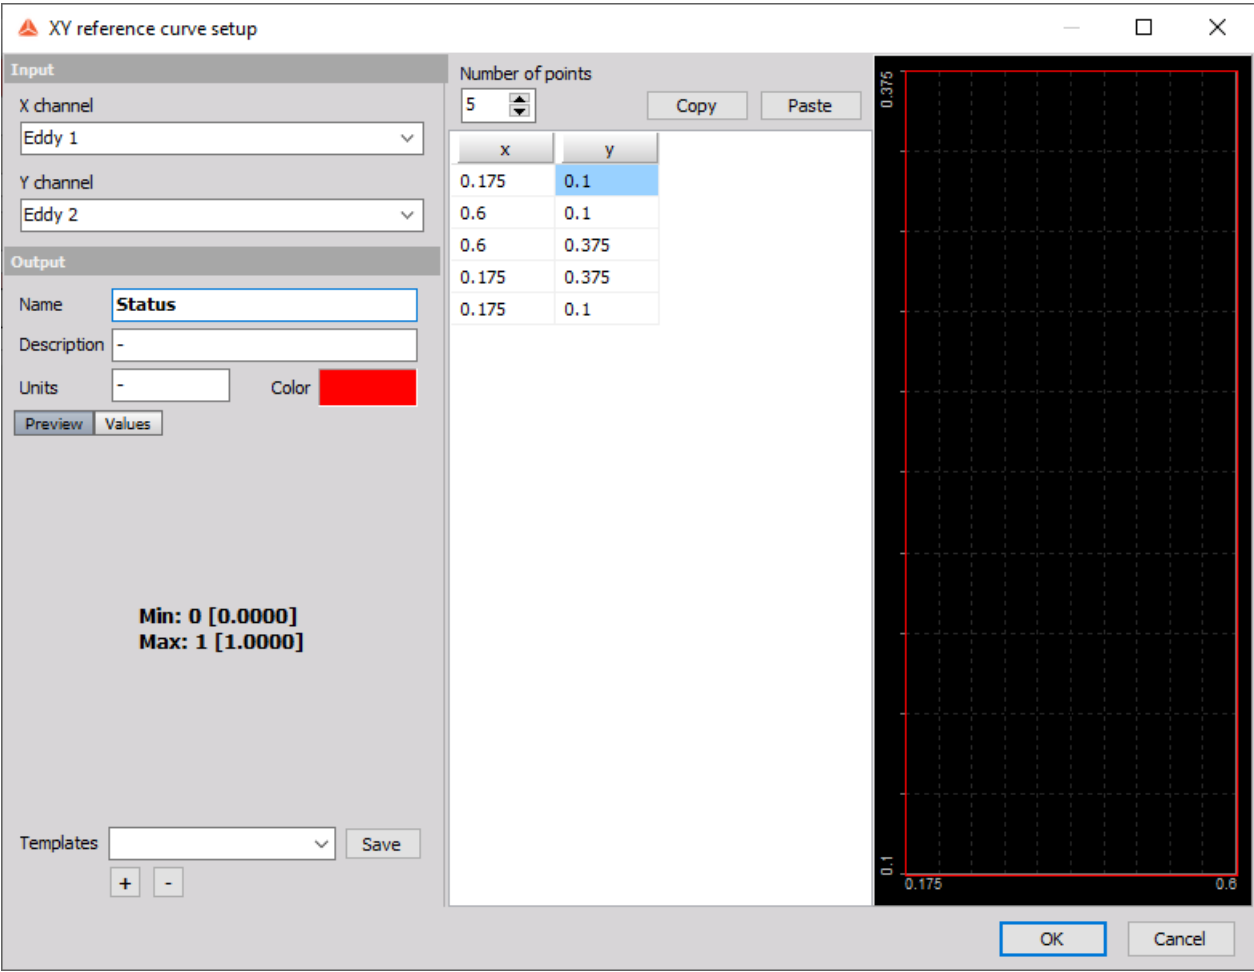 XY reference curve setup
Input
X channel
Eddy 1
Y channel
Eddy 2
Output
Name Status
Description -
Units - Color
Preview Values
Min: 0 [0.0000]
Max: 1 [1.0000]
Templates Save
+ -
Number of points
5 Copy Paste
x y
0.175 0.1
0.6 0.1
0.6 0.375
0.175 0.375
0.175 0.1
0.375
0.1
0.175 0.6
OK Cancel